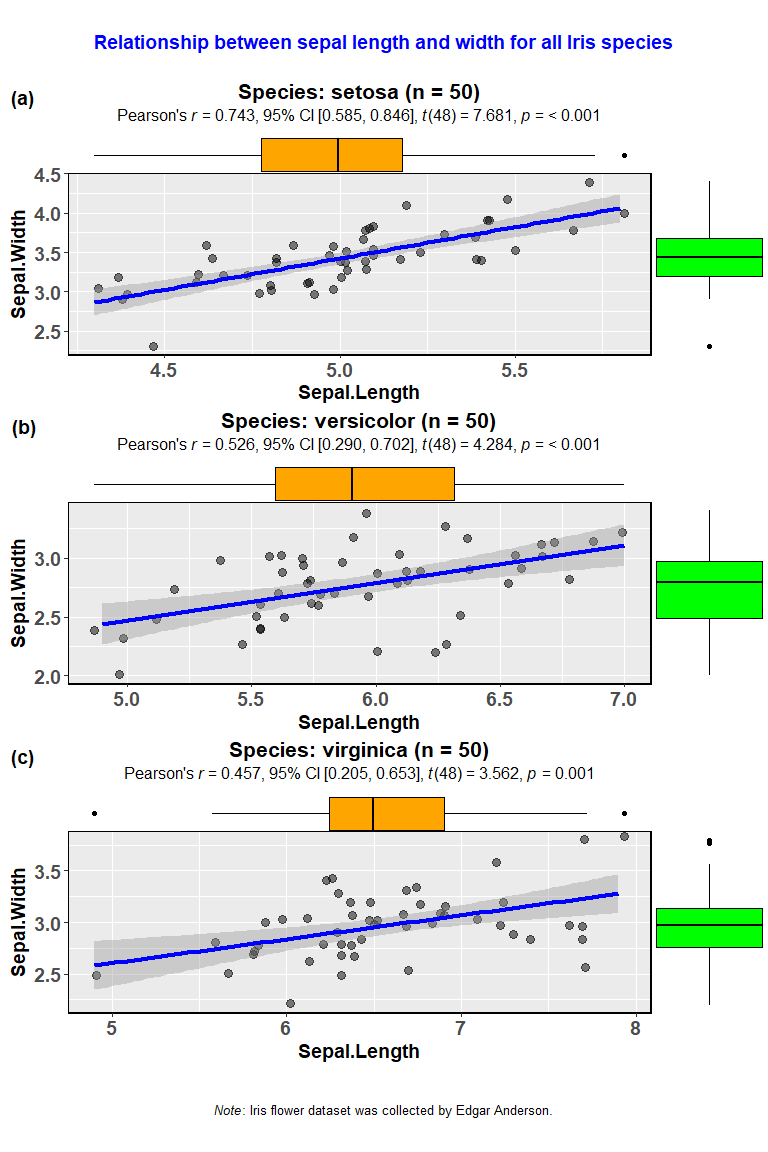 Relationship between sepal length and width for all Iris species
(a)
Species: setosa (n = 50)
Pearson's r = 0.743, 95% CI [0.585, 0.846], t(48) = 7.681, p = < 0.001
4.5
4.0
3.5
3.0
2.5
Sepal.Width
4.5 5.0 5.5
Sepal.Length
(b)
Species: versicolor (n = 50)
Pearson's r = 0.526, 95% CI [0.290, 0.702], t(48) = 4.284, p = < 0.001
3.0
2.5
2.0
Sepal.Width
5.0 5.5 6.0 6.5 7.0
Sepal.Length
(c)
Species: virginica (n = 50)
Pearson's r = 0.457, 95% CI [0.205, 0.653], t(48) = 3.562, p = 0.001
3.5
3.0
2.5
Sepal.Width
5 6 7 8
Sepal.Length
Note: Iris flower dataset was collected by Edgar Anderson.